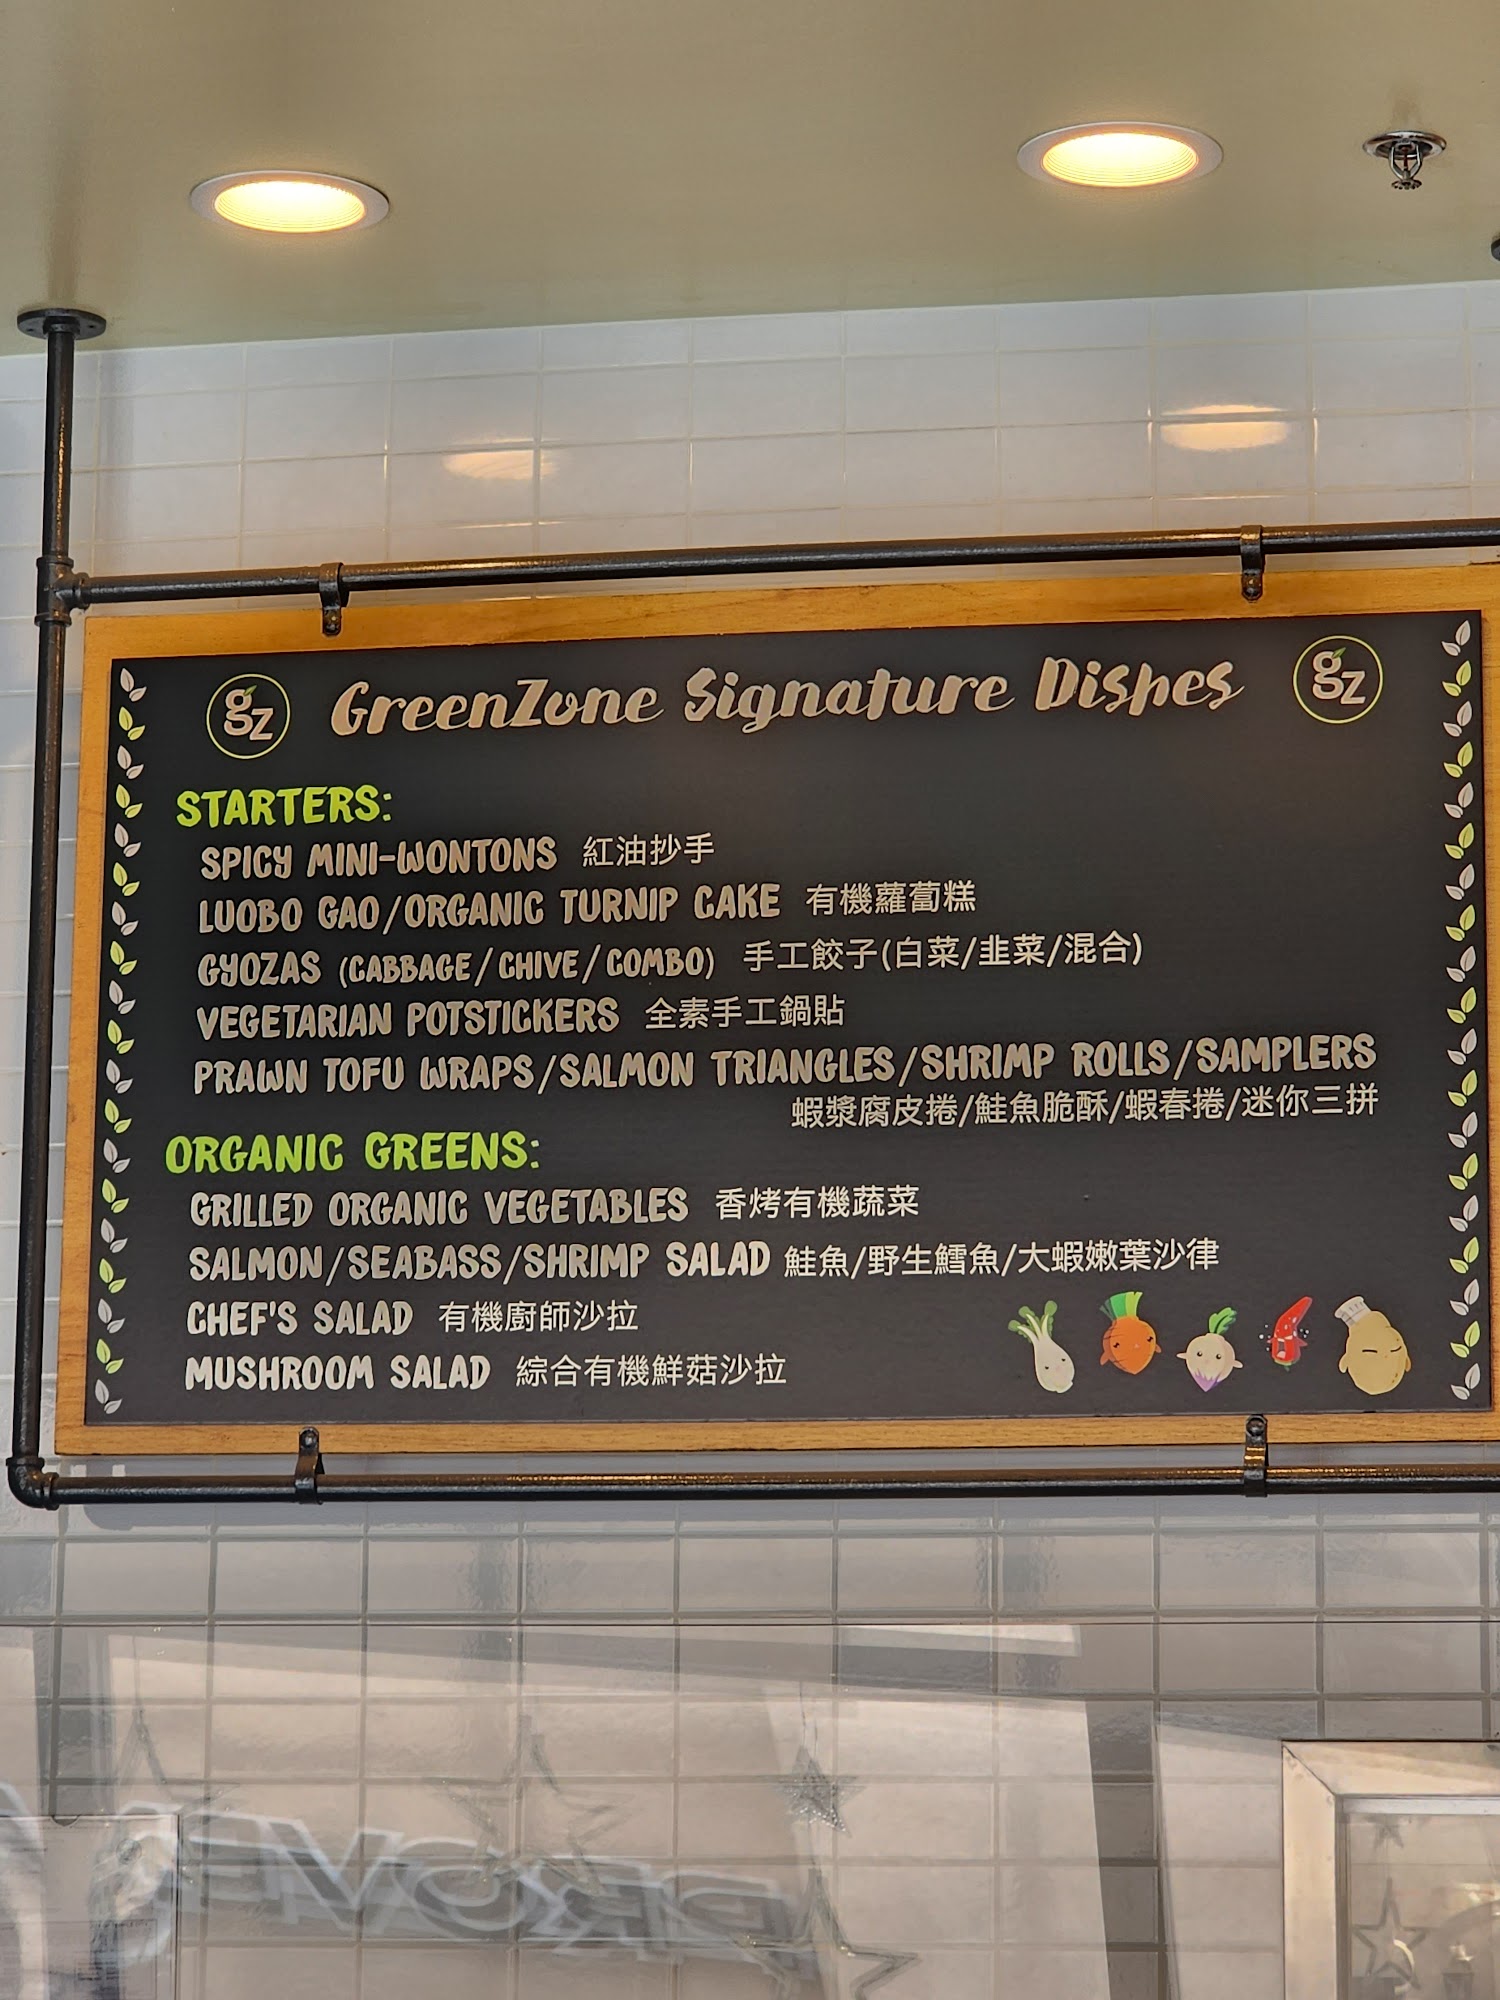 gz GreenZone Signature Dishes gz
STARTERS:
SPICY MINI-WONTONS 紅油抄手
LUOBO GAO/ORGANIC TURNIP CAKE 有機蘿蔔糕
GYOZAS (CABBAGE/CHIVE/COMBO) 手工餃子(白菜/韭菜/混合)
VEGETARIAN POTSTICKERS 全素手工鍋貼
PRAWN TOFU WRAPS/SALMON TRIANGLES/SHRIMP ROLLS/SAMPLERS
蝦漿腐皮捲/鮭魚脆酥/蝦春捲/迷你三拼
ORGANIC GREENS:
GRILLED ORGANIC VEGETABLES 香烤有機蔬菜
SALMON/SEABASS/SHRIMP SALAD 鮭魚/野生鱈魚/大蝦嫩葉沙律
CHEF'S SALAD 有機廚師沙拉
MUSHROOM SALAD 綜合有機鮮菇沙拉